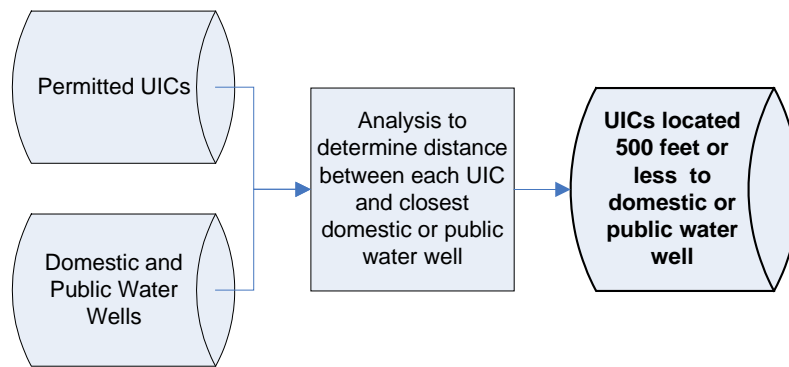 Permitted UICs
Domestic and
Public Water
Wells
Analysis to
determine distance
between each UIC
and closest
domestic or public
water well
UICs located
500 feet or
less to
domestic or
public water
well